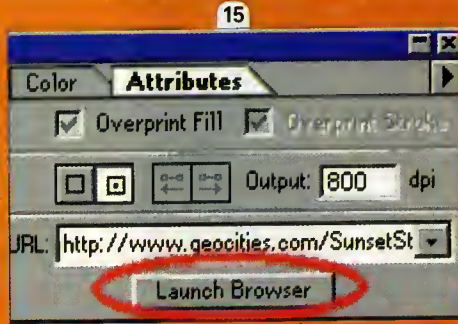 15
Color Attributes
Overprint Fill Overprint Stroke
Output: 800 dpi
URL: http://www.geocities.com/SunsetSt
Launch Browser